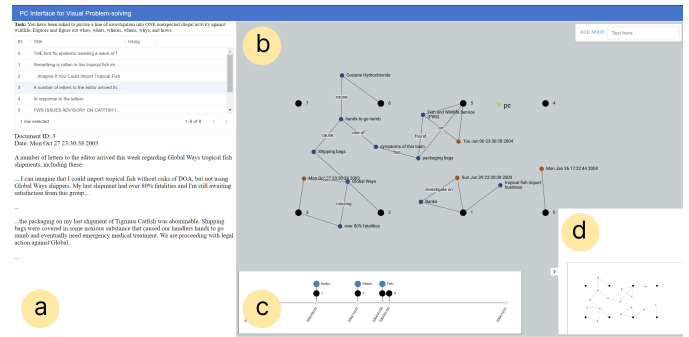 PC Interface for Visual Problem-solving
Task: You have been asked to pursue a line of investigation into ONE unexpected illegal activity against
wildlife. Explore and figure out whos, whats, wheres, whens, whys, and hows.
ID Title Using
0 THE bird flu epidemic sending a wave of f...
1 Something is rotten in the tropical fish im...
2 ...Imagine If You Could Import Tropical Fish
3 A number of letters to the editor arrived th...
4 In response to the letters
5 FWS ISSUES ADVISORY ON CATFISH I...
1 row selected 1–8 of 8
Document ID: 3
Date: Mon Oct 27 23:30:38 2003
A number of letters to the editor arrived this week regarding Global Ways tropical fish
shipments, including these:
... I can imagine that I could import tropical fish without risks of DOA, but not using
Global Ways shippers. My last shipment had over 80% fatalities and I'm still awaiting
satisfaction from this group...
...
...the packaging on my last shipment of Tigrinus Catfish was abominable. Shipping
bags were covered in some noxious substance that caused our handlers hands to go
numb and eventually need emergency medical treatment. We are proceeding with legal
action against Global.
...
a
b
ADD NODE Text here
Cocaine Hydrochloride
cause
7
6
5
pc
4
hands to go numb
Fish and Wildlife Service
(FWS)
cause
one of
found
Tue Jan 06 23:30:38 2004
Shipping bags
symptoms of this toxin
has
on
packaging bags
Mon Oct 27 23:30:38 2003
Global Ways
Sun Jun 29 23:30:38 2003
Mon Jan 26 17:22:44 2004
tropical fish import
business
investigate on
causing
danko
3
2
1
0
over 80% fatalities
c
d